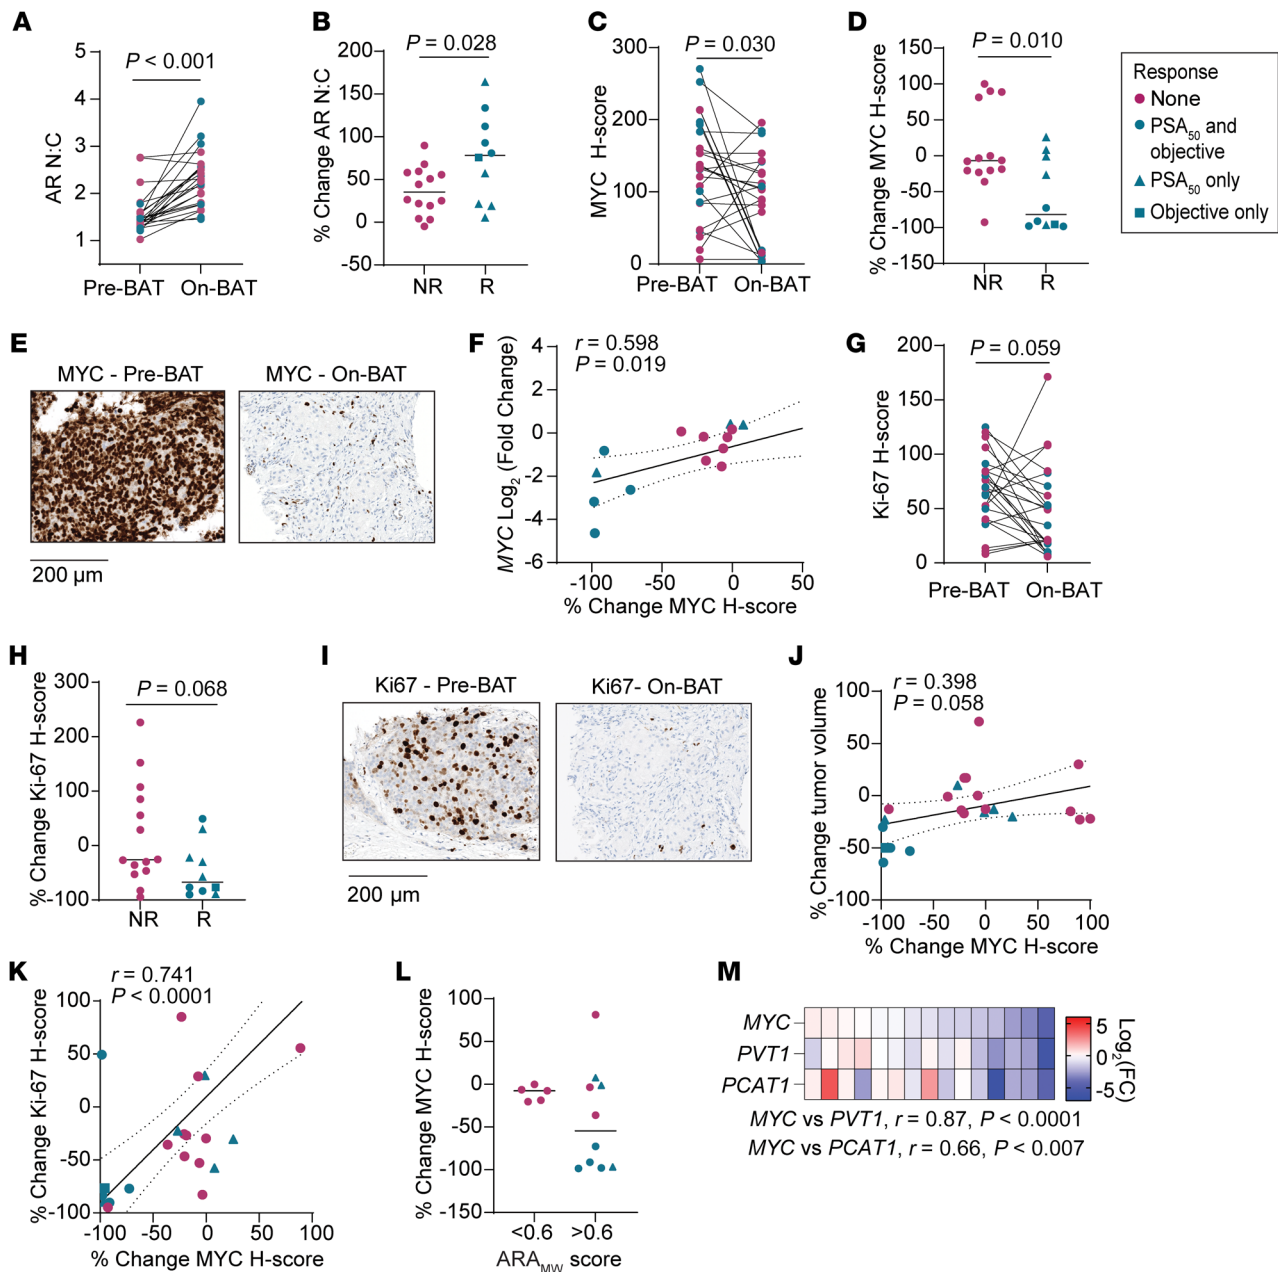 A
AR N:C
5
4
3
2
1
P < 0.001
Pre-BAT On-BAT
B
% Change AR N:C
200
150
100
50
0
-50
P = 0.028
NR R
C
MYC H-score
300
200
100
0
P = 0.030
Pre-BAT On-BAT
D
% Change MYC H-score
150
100
50
0
-50
-100
-150
P = 0.010
NR R
Response
None
PSA50 and
objective
PSA50 only
Objective only
E
MYC - Pre-BAT
MYC - On-BAT
200 µm
F
MYC Log2 (Fold Change)
4
2
0
-2
-4
-6
r = 0.598
P = 0.019
-100 -50 0 50
% Change MYC H-score
G
Ki-67 H-score
200
150
100
50
0
P = 0.059
Pre-BAT On-BAT
H
% Change Ki-67 H-score
300
200
100
0
-100
P = 0.068
NR R
I
Ki67 - Pre-BAT
Ki67- On-BAT
200 µm
J
% Change tumor volume
100
50
0
-50
-100
r = 0.398
P = 0.058
-100 -50 0 50 100
% Change MYC H-score
K
% Change Ki-67 H-score
100
50
0
-50
-100
r = 0.741
P < 0.0001
-100 -50 0 50 100
% Change MYC H-score
L
% Change MYC H-score
100
50
0
-50
-100
-150
<0.6 >0.6
ARAMW score
M
MYC
PVT1
PCAT1
5
0
-5
Log2(FC)
MYC vs PVT1, r = 0.87, P < 0.0001
MYC vs PCAT1, r = 0.66, P < 0.007